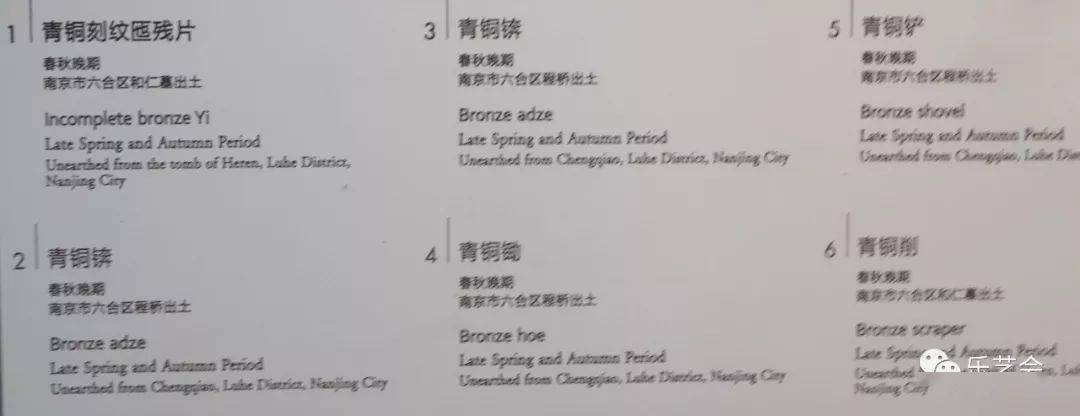 1
青铜刻纹匜残片
春秋晚期
南京市六合区和仁墓出土
Incomplete bronze Yi
Late Spring and Autumn Period
Unearthed from the tomb of Heren, Luhe District,
Nanjing City
2
青铜锛
春秋晚期
南京市六合区程桥出土
Bronze adze
Late Spring and Autumn Period
Unearthed from Chengqiao, Luhe District, Nanjing City
3
青铜锛
春秋晚期
南京市六合区程桥出土
Bronze adze
Late Spring and Autumn Period
Unearthed from Chengqiao, Luhe District, Nanjing City
4
青铜锄
春秋晚期
南京市六合区程桥出土
Bronze hoe
Late Spring and Autumn Period
Unearthed from Chengqiao, Luhe District, Nanjing City
5
青铜铲
春秋晚期
南京市六合区程桥出土
Bronze shovel
Late Spring and Autumn Period
Unearthed from Chengqiao, Luhe
6
青铜削
春秋晚期
南京市六合区和仁墓出土
Bronze scraper
Late Spring and Autumn Period
Unearthed from
Nanjing City
乐艺会